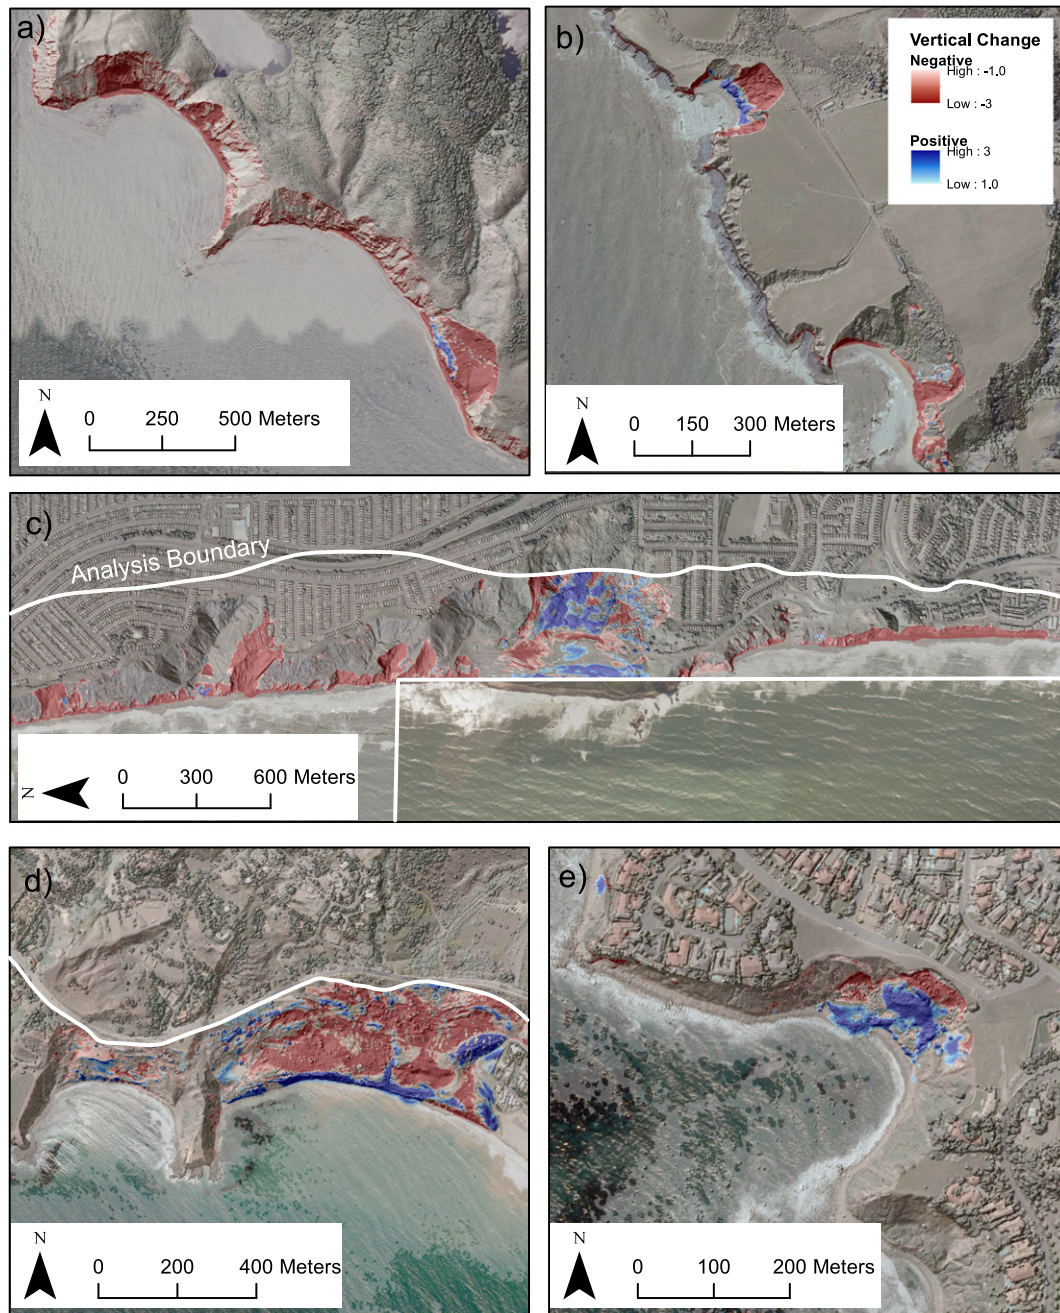 a)
N
0 250 500 Meters
b)
Vertical Change
Negative
High : -1.0
Low : -3
Positive
High : 3
Low : 1.0
N
0 150 300 Meters
c)
Analysis Boundary
N
0 300 600 Meters
d)
N
0 200 400 Meters
e)
N
0 100 200 Meters